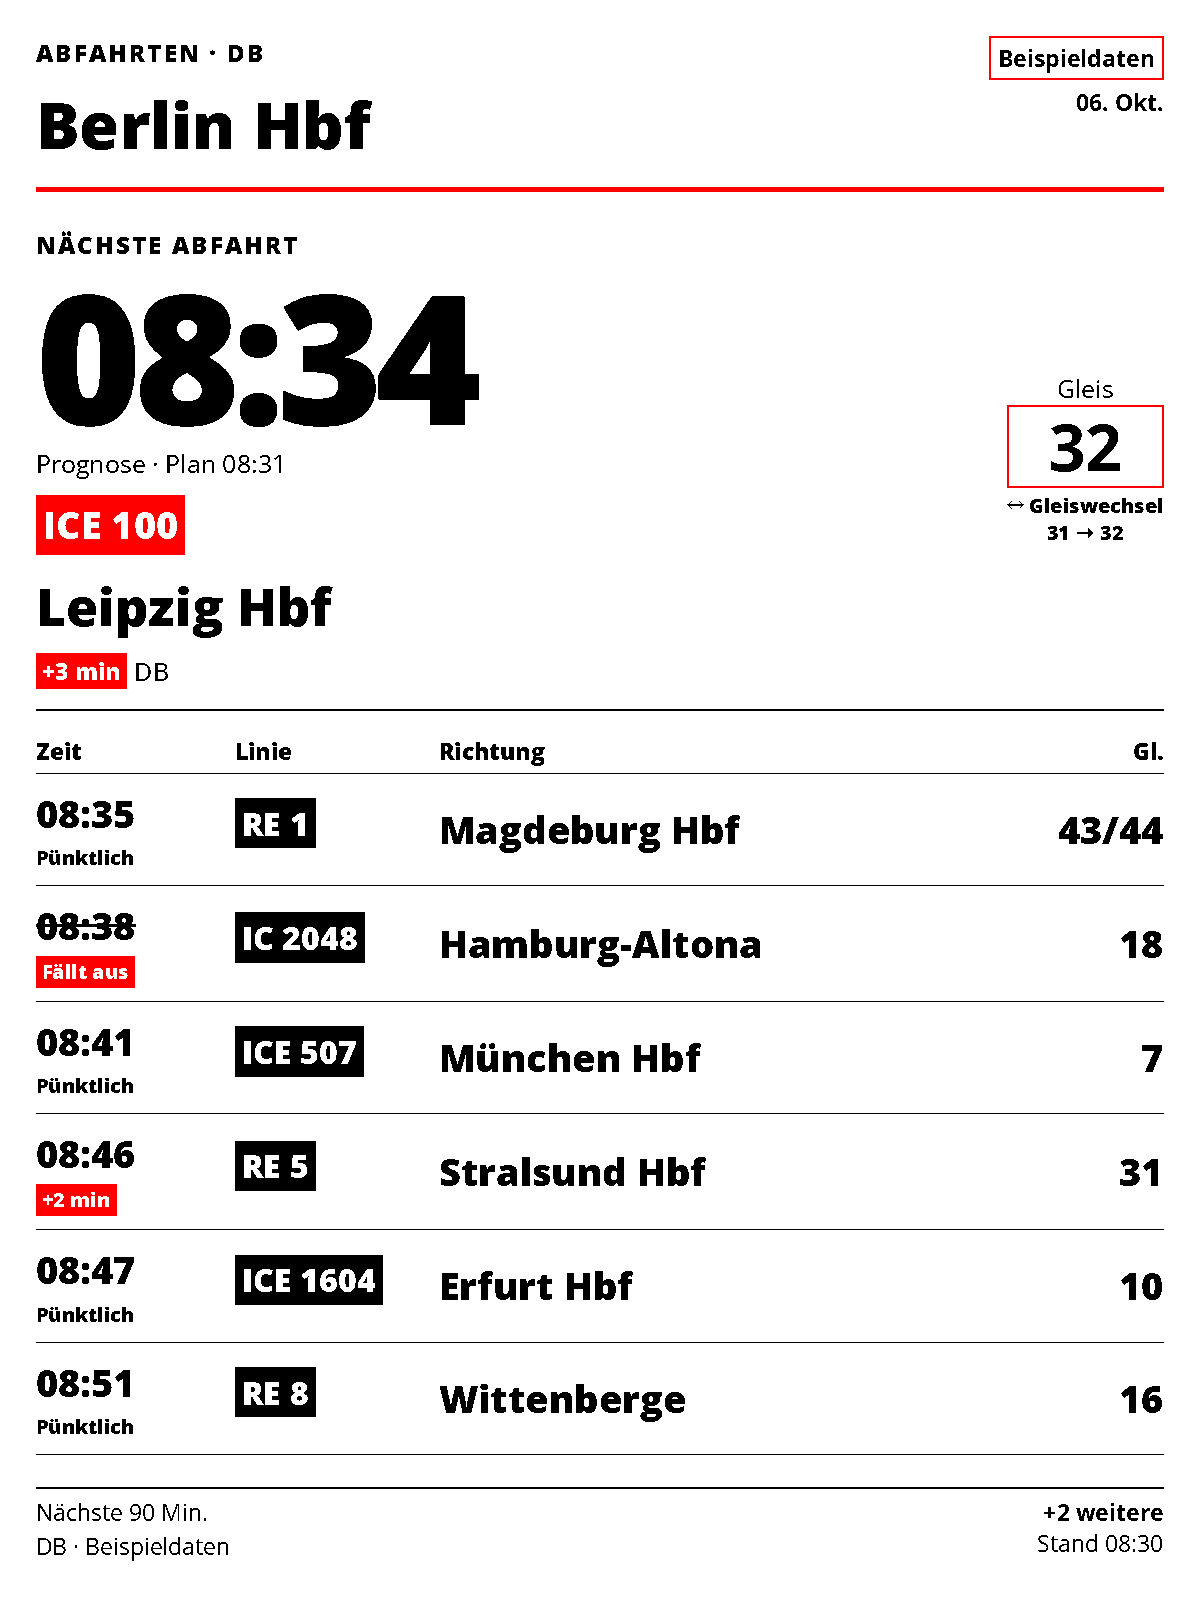 ABFAHRTEN · DB
Beispieldaten
Berlin Hbf
06. Okt.
NÄCHSTE ABFAHRT
08:34
Prognose · Plan 08:31
Gleis
32
↔ Gleiswechsel
31 → 32
ICE 100
Leipzig Hbf
+3 min DB
Zeit Linie Richtung Gl.
08:35 RE 1 Magdeburg Hbf 43/44
Pünktlich
08:38 IC 2048 Hamburg-Altona 18
Fällt aus
08:41 ICE 507 München Hbf 7
Pünktlich
08:46 RE 5 Stralsund Hbf 31
+2 min
08:47 ICE 1604 Erfurt Hbf 10
Pünktlich
08:51 RE 8 Wittenberge 16
Pünktlich
Nächste 90 Min. +2 weitere
DB · Beispieldaten Stand 08:30